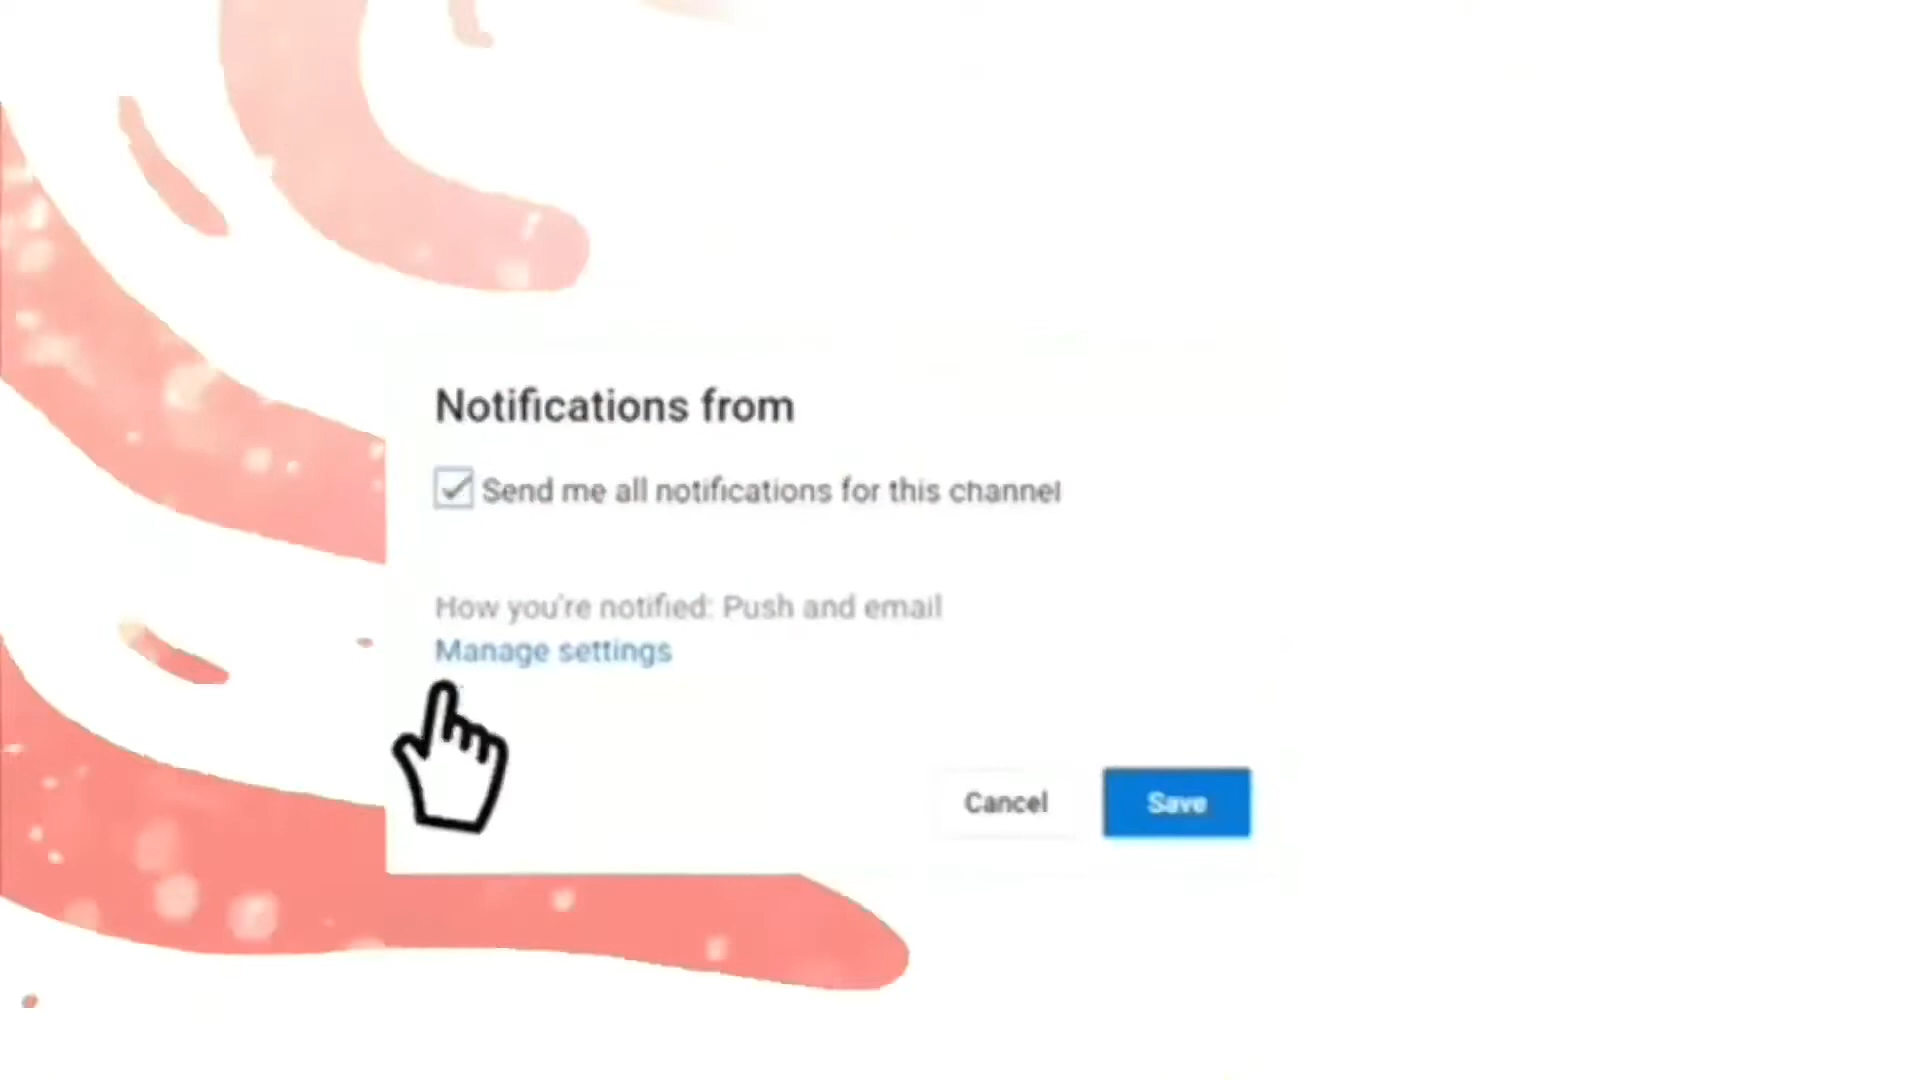 Notifications from
Send me all notifications for this channel
How you're notified: Push and email
Manage settings
Cancel
Save